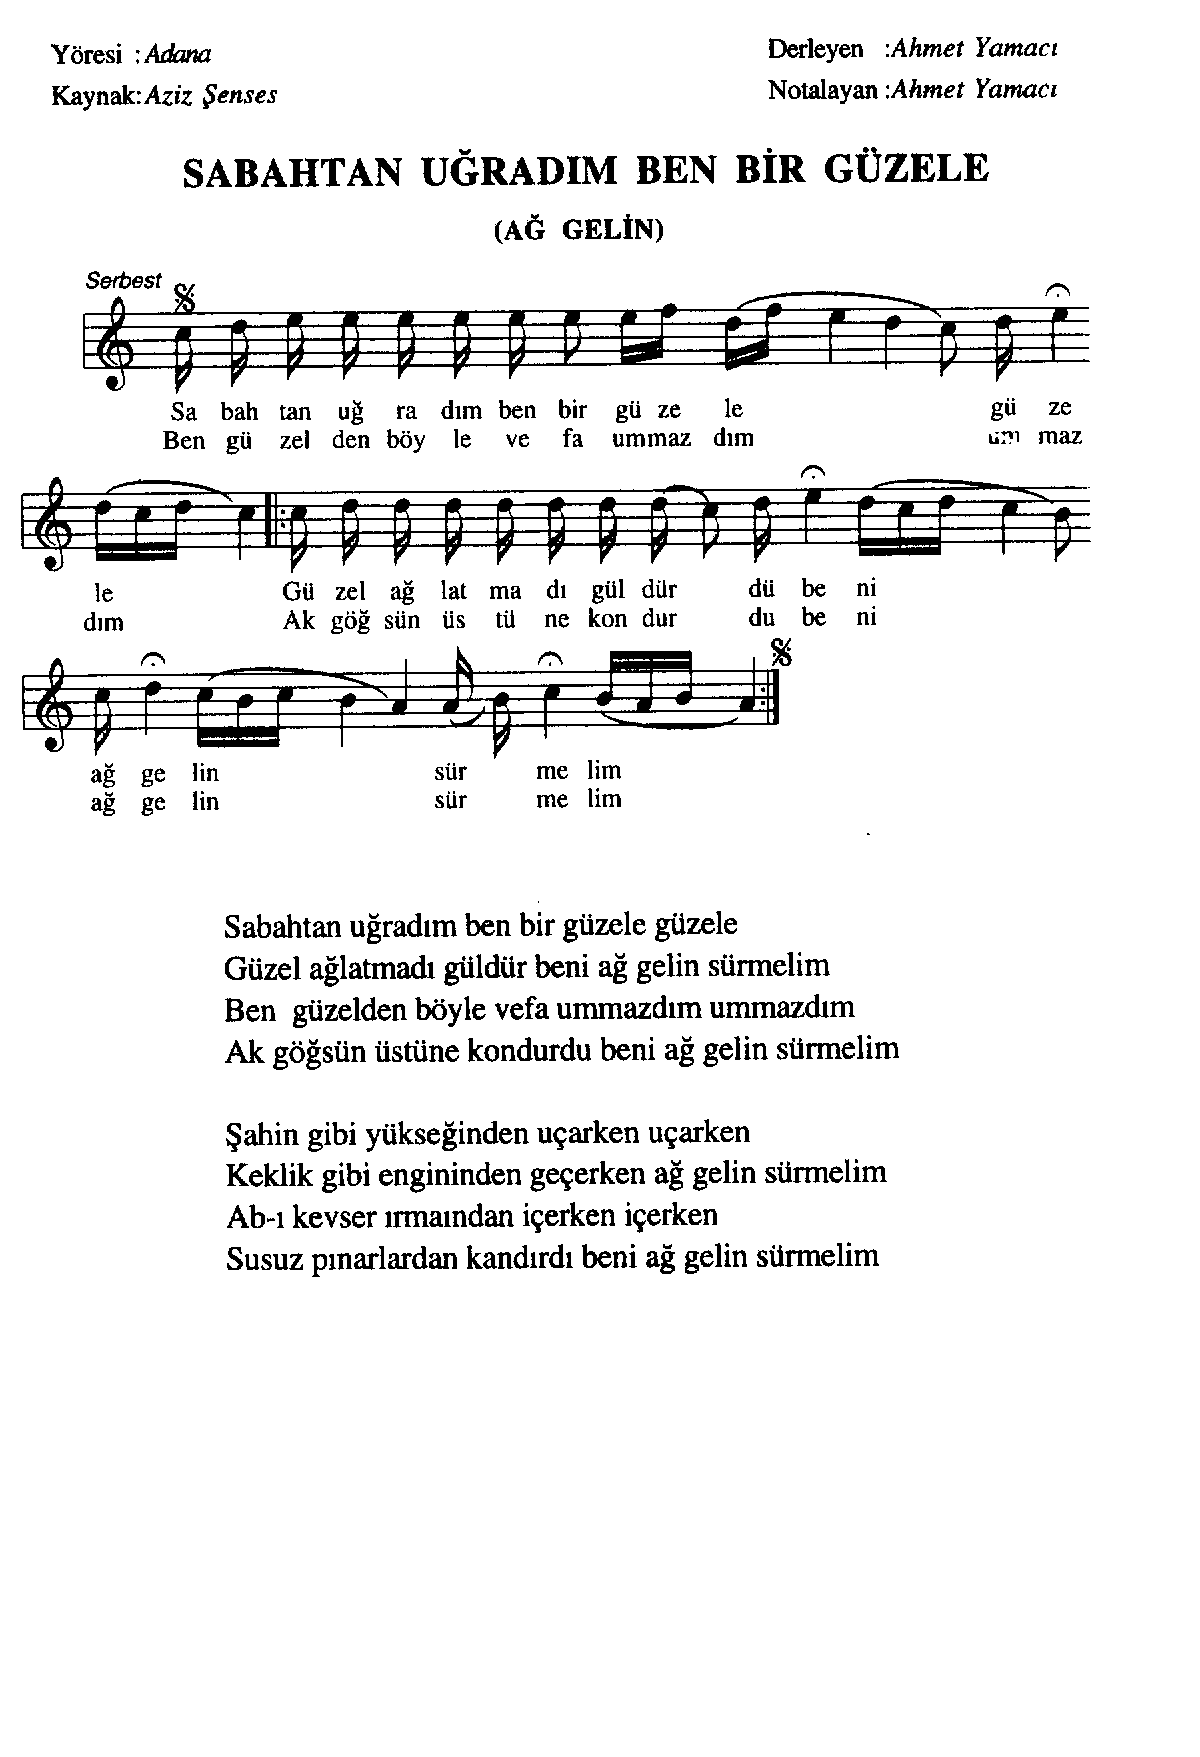 Yöresi :Adana
Derleyen :Ahmet Yamacı
Kaynak:Aziz Şenses
Notalayan :Ahmet Yamacı
SABAHTAN UĞRADIM BEN BİR GÜZELE
(AĞ GELİN)
Serbest
Sa bah tan uğ ra dım ben bir gü ze le gü ze
Ben gü zel den böy le ve fa ummaz dım um maz
le Gü zel ağ lat ma dı gül dür dü be ni
dım Ak göğ sün üs tü ne kon dur du be ni
ağ ge lin sür me lim
ağ ge lin sür me lim
Sabahtan uğradım ben bir güzele güzele
Güzel ağlatmadı güldür beni ağ gelin sürmelim
Ben güzelden böyle vefa ummazdım ummazdım
Ak göğsün üstüne kondurdu beni ağ gelin sürmelim
Şahin gibi yükseğinden uçarken uçarken
Keklik gibi engininden geçerken ağ gelin sürmelim
Ab-ı kevser ırmaından içerken içerken
Susuz pınarlardan kandırdı beni ağ gelin sürmelim